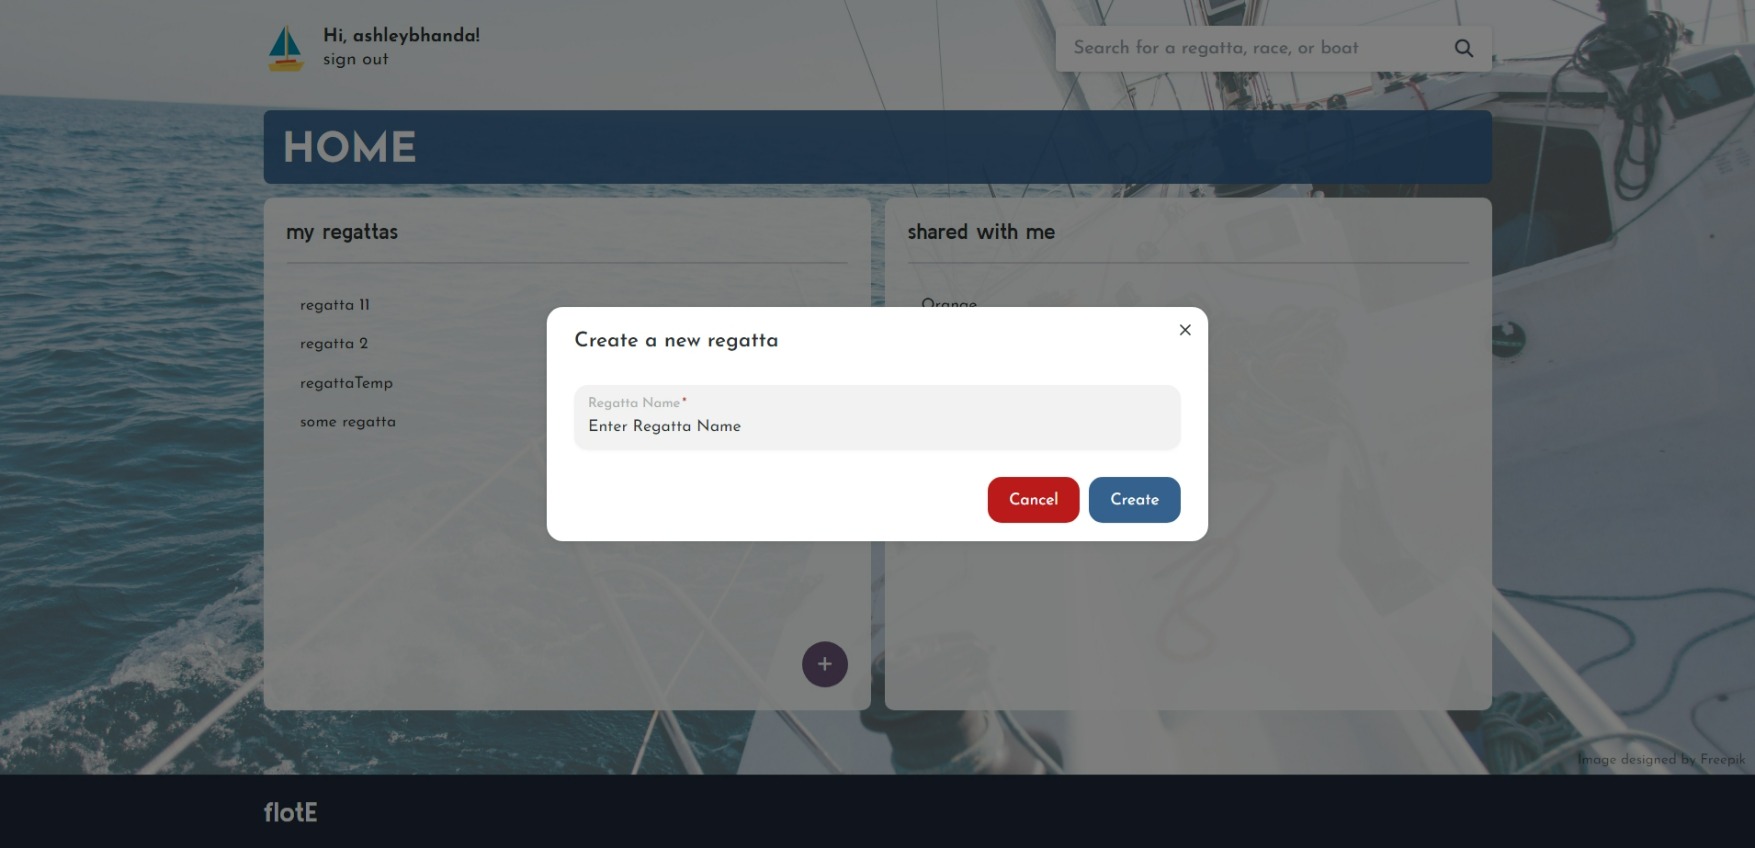 Hi, ashleybhanda!
sign out
Search for a regatta, race, or boat
HOME
my regattas
regatta 11
regatta 2
regattaTemp
some regatta
shared with me
Orange
Create a new regatta
Regatta Name*
Enter Regatta Name
Cancel
Create
Image designed by Freepik
flotE